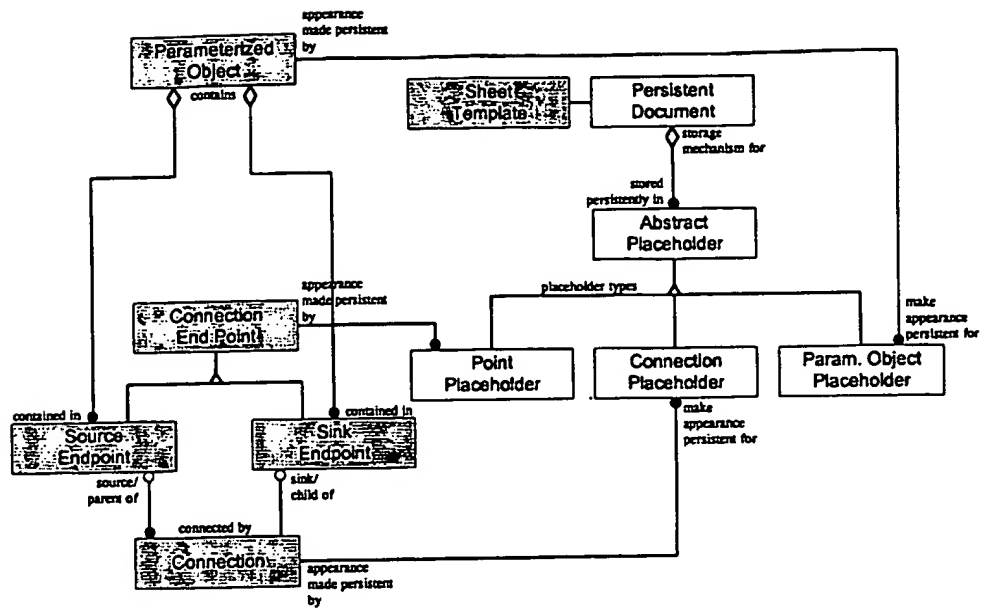 appearance
made persistent
by
Parameterized
Object
contains
Sheet
Template
Persistent
Document
storage
mechanism for
stored
persistently in
Abstract
Placeholder
placeholder types
appearance
made persistent
by
Connection
End Point
make
appearance
persistent for
Point
Placeholder
Connection
Placeholder
Param. Object
Placeholder
contained in
contained in
make
appearance
persistent for
Source
Endpoint
Sink
Endpoint
source/
parent of
sink/
child of
connected by
Connection
appearance
made persistent
by